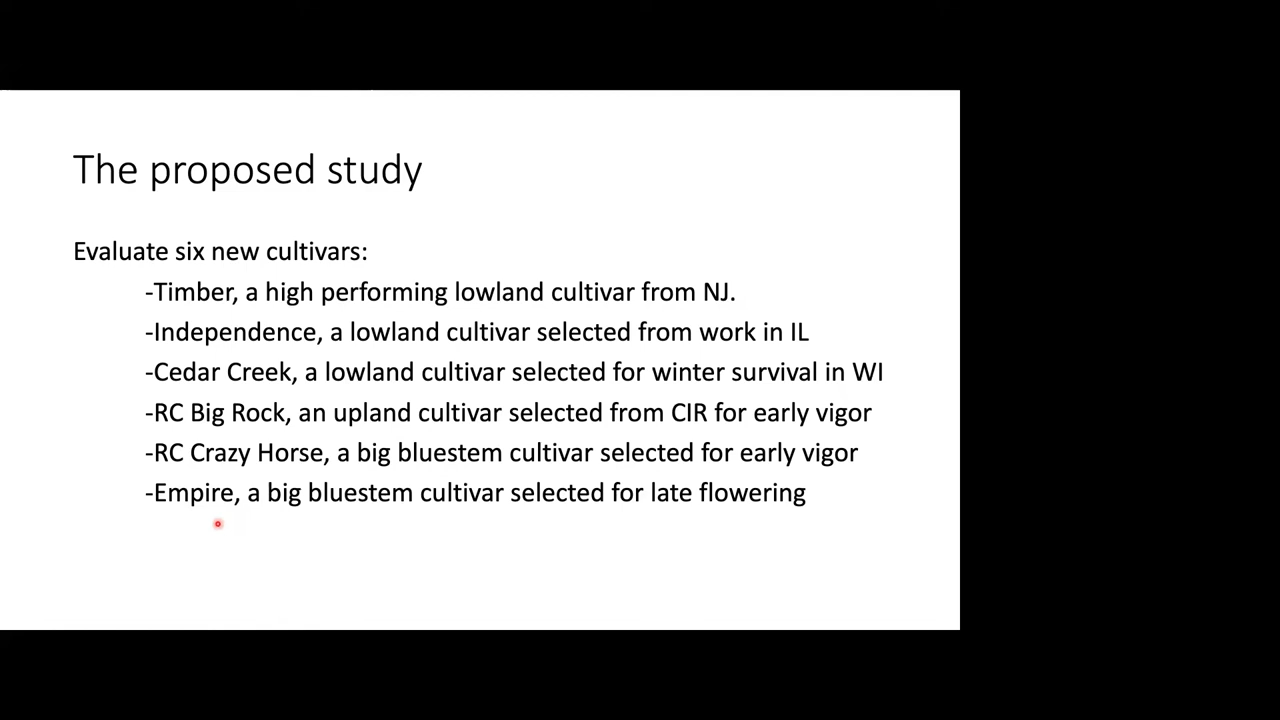 The proposed study
Evaluate six new cultivars:
-Timber, a high performing lowland cultivar from NJ.
-Independence, a lowland cultivar selected from work in IL
-Cedar Creek, a lowland cultivar selected for winter survival in WI
-RC Big Rock, an upland cultivar selected from CIR for early vigor
-RC Crazy Horse, a big bluestem cultivar selected for early vigor
-Empire, a big bluestem cultivar selected for late flowering